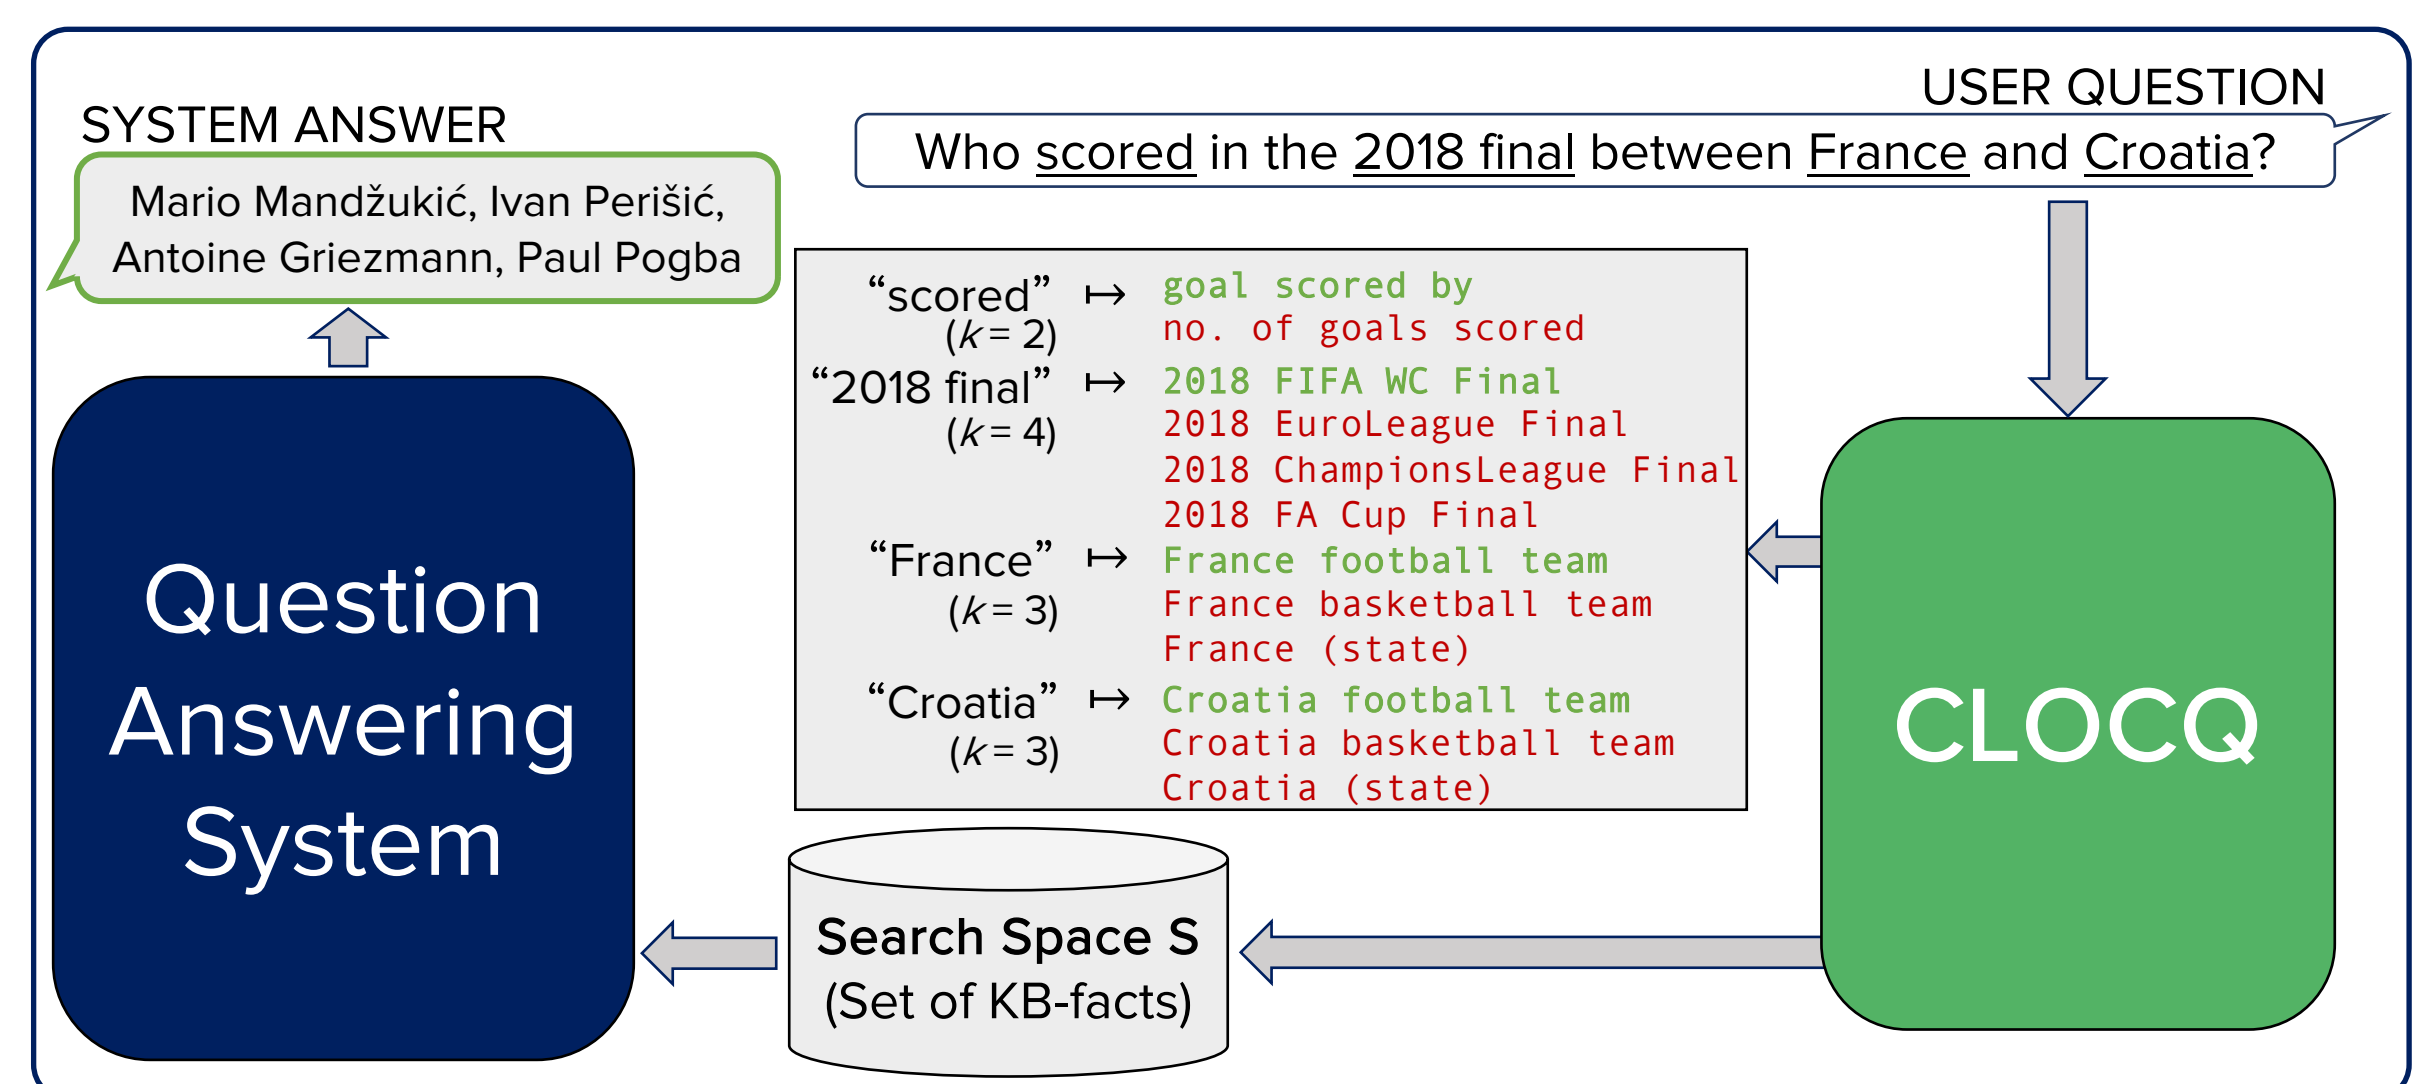 USER QUESTION
Who scored in the 2018 final between France and Croatia?
SYSTEM ANSWER
Mario Mandžukić, Ivan Perišić,
Antoine Griezmann, Paul Pogba
“scored” ↦ goal scored by
(k = 2) no. of goals scored
“2018 final” ↦ 2018 FIFA WC Final
(k = 4) 2018 EuroLeague Final
2018 ChampionsLeague Final
2018 FA Cup Final
“France” ↦ France football team
(k = 3) France basketball team
France (state)
“Croatia” ↦ Croatia football team
(k = 3) Croatia basketball team
Croatia (state)
CLOCQ
Search Space S
(Set of KB-facts)
Question
Answering
System